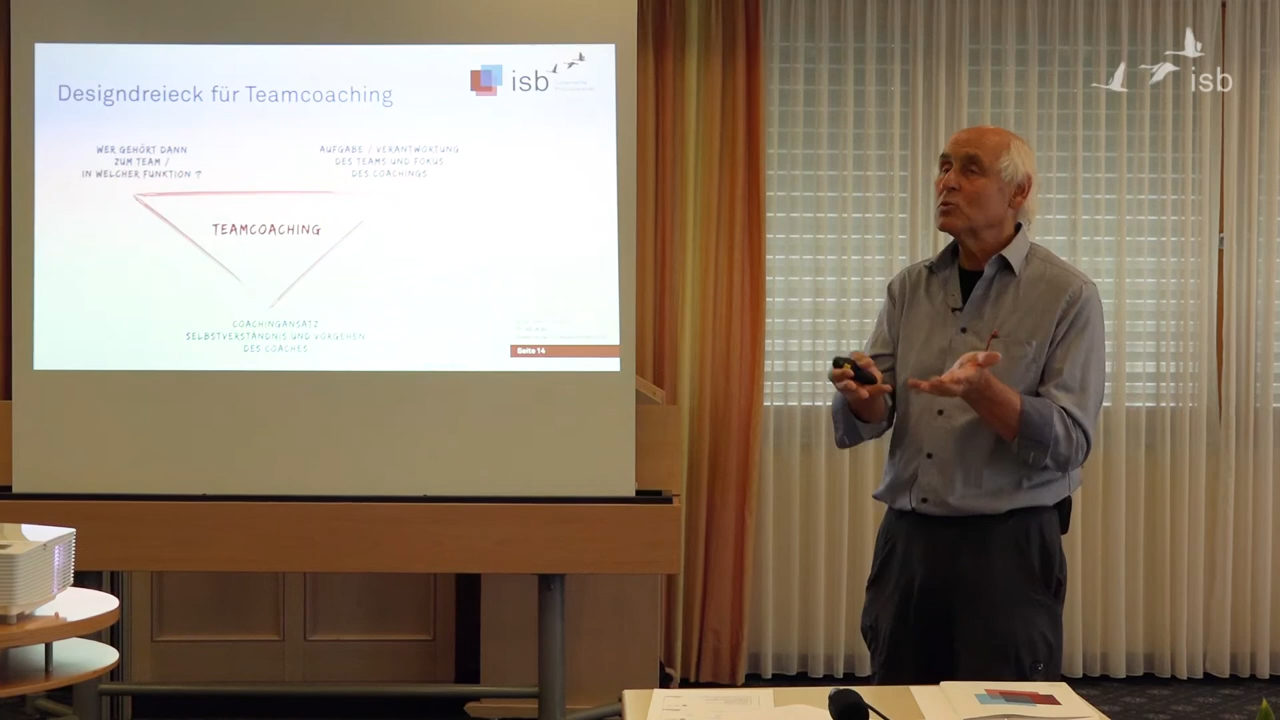 Designdreieck für Teamcoaching
isb
isb
WER GEHÖRT DANN
ZUM TEAM /
IN WELCHER FUNKTION ?
AUFGABE / VERANTWORTUNG
DES TEAMS UND FOKUS
DES COACHINGS
TEAMCOACHING
COACHINGANSATZ
SELBSTVERSTÄNDNIS UND VORGEHEN
DES COACHES
Seite 14